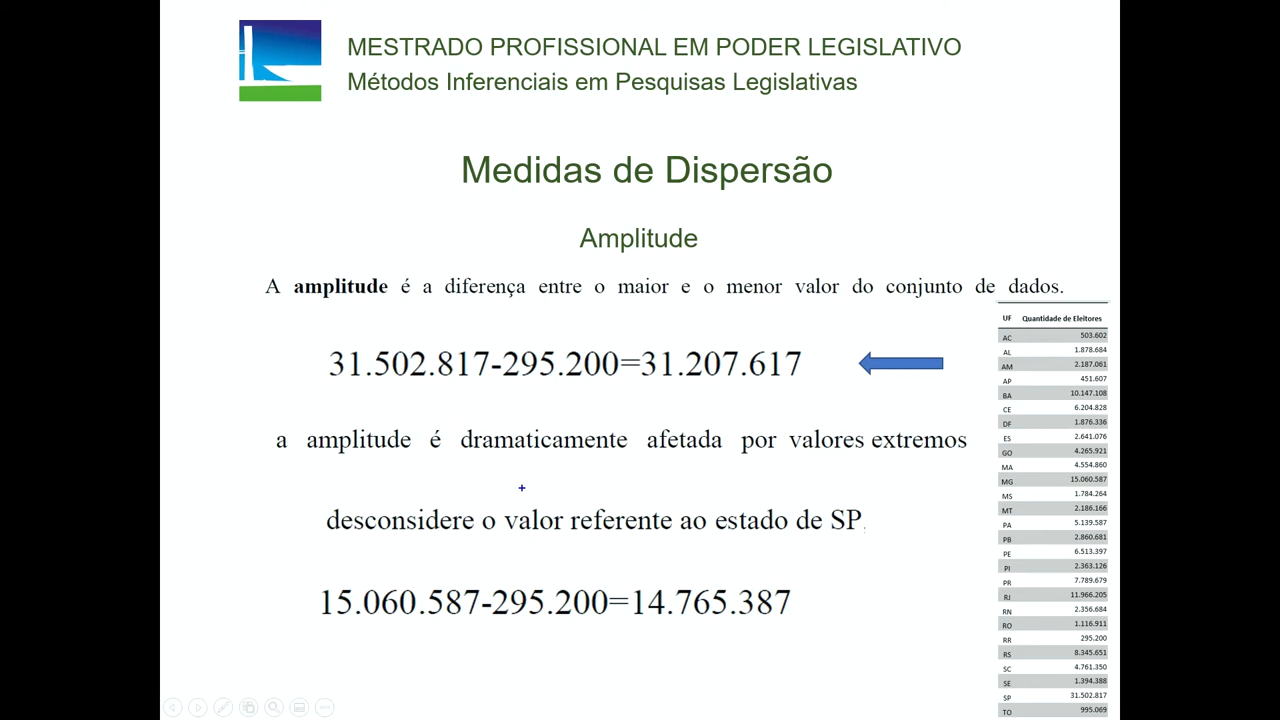 MESTRADO PROFISSIONAL EM PODER LEGISLATIVO
Métodos Inferenciais em Pesquisas Legislativas
Medidas de Dispersão
Amplitude
A amplitude é a diferença entre o maior e o menor valor do conjunto de dados.
31.502.817-295.200=31.207.617
a amplitude é dramaticamente afetada por valores extremos
desconsidere o valor referente ao estado de SP,
15.060.587-295.200=14.765.387
UF Quantidade de Eleitores
AC 503.602
AL 1.878.684
AM 2.187.061
AP 451.607
BA 10.147.108
CE 6.204.828
DF 1.876.336
ES 2.641.076
GO 4.265.921
MA 4.554.860
MG 15.060.587
MS 1.784.264
MT 2.186.166
PA 5.139.587
PB 2.860.681
PE 6.513.397
PI 2.363.126
PR 7.789.679
RJ 11.966.205
RN 2.356.684
RO 1.116.911
RR 295.200
RS 8.345.651
SC 4.761.350
SE 1.394.388
SP 31.502.817
TO 995.069